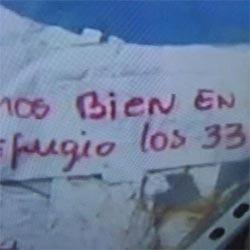 mos BieN EN
efugio los 33